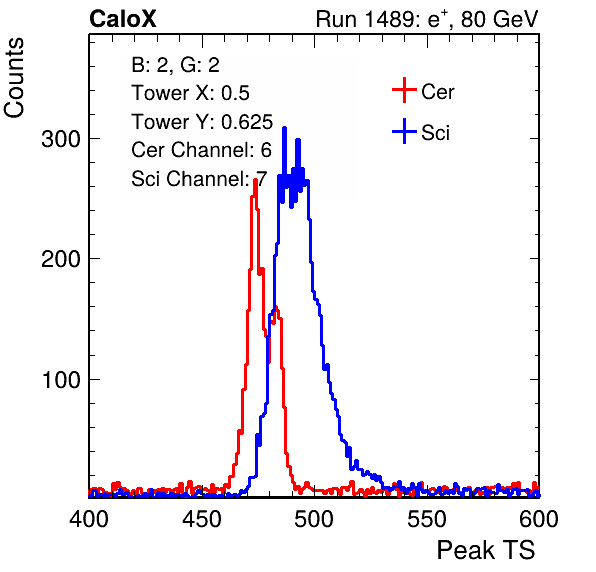 CaloX
Run 1489: e+, 80 GeV
Counts
B: 2, G: 2
Tower X: 0.5
Tower Y: 0.625
Cer Channel: 6
Sci Channel: 7
Cer
Sci
300
200
100
400 450 500 550 600
Peak TS